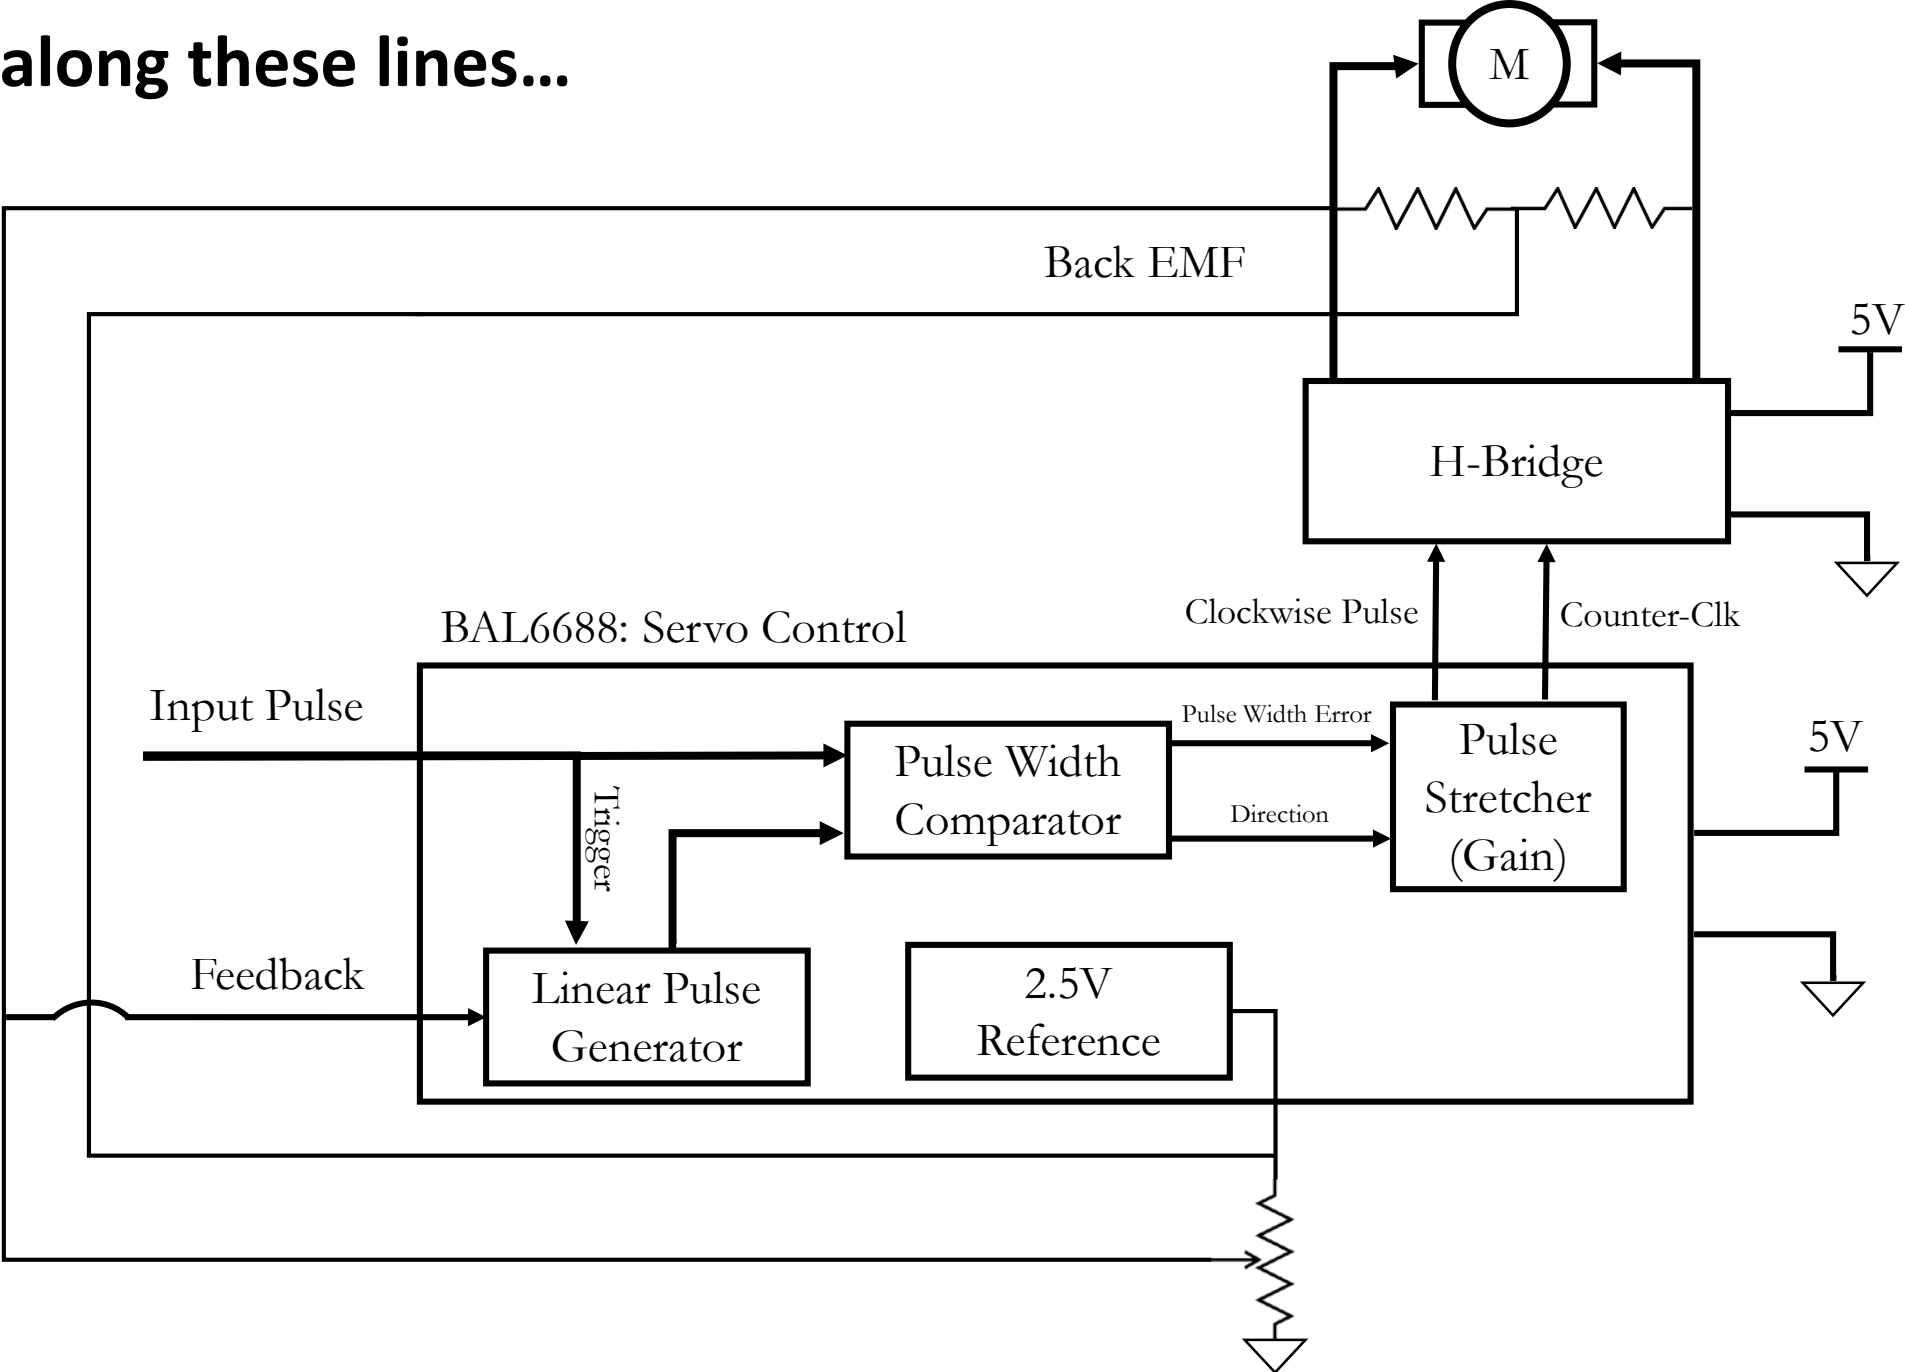 along these lines…
M
Back EMF
5V
H-Bridge
Clockwise Pulse
Counter-Clk
BAL6688: Servo Control
Input Pulse
Trigger
Pulse Width
Comparator
Pulse Width Error
Direction
Pulse
Stretcher
(Gain)
5V
Feedback
Linear Pulse
Generator
2.5V
Reference